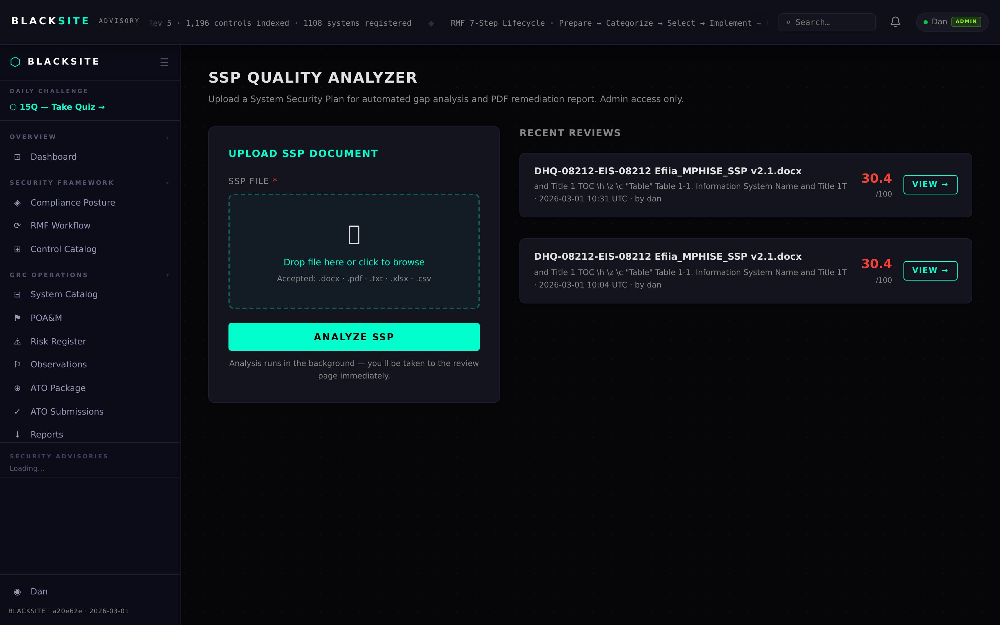 BLACKSITE ADVISORY
Rev 5 · 1,196 controls indexed · 1108 systems registered ◆ RMF 7-Step Lifecycle · Prepare → Categorize → Select → Implement →
Search…
Dan ADMIN
BLACKSITE
DAILY CHALLENGE
15Q — Take Quiz →
OVERVIEW
Dashboard
SECURITY FRAMEWORK
Compliance Posture
RMF Workflow
Control Catalog
GRC OPERATIONS
System Catalog
POA&M
Risk Register
Observations
ATO Package
ATO Submissions
Reports
SECURITY ADVISORIES
Loading…
Dan
BLACKSITE · a20e62e · 2026-03-01
SSP QUALITY ANALYZER
Upload a System Security Plan for automated gap analysis and PDF remediation report. Admin access only.
UPLOAD SSP DOCUMENT
SSP FILE *
Drop file here or click to browse
Accepted: .docx · .pdf · .txt · .xlsx · .csv
ANALYZE SSP
Analysis runs in the background — you'll be taken to the review
page immediately.
RECENT REVIEWS
DHQ-08212-EIS-08212 Efiia_MPHISE_SSP v2.1.docx
and Title 1 TOC \h \z \c "Table" Table 1-1. Information System Name and Title 1T
· 2026-03-01 10:31 UTC · by dan
30.4
/100
VIEW →
DHQ-08212-EIS-08212 Efiia_MPHISE_SSP v2.1.docx
and Title 1 TOC \h \z \c "Table" Table 1-1. Information System Name and Title 1T
· 2026-03-01 10:04 UTC · by dan
30.4
/100
VIEW →